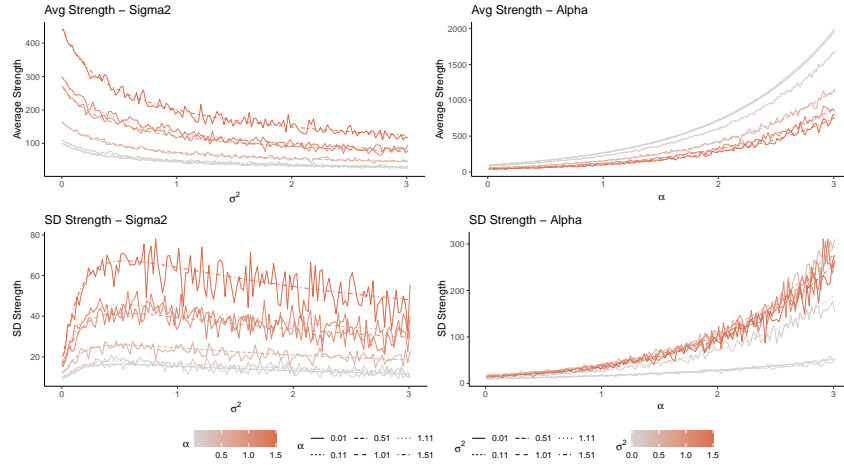 Avg Strength − Sigma2
Average Strength
400
300
200
100
0
1
2
3
σ²
Avg Strength − Alpha
Average Strength
2000
1500
1000
500
0
0
1
2
3
α
SD Strength − Sigma2
SD Strength
80
60
40
20
0
1
2
3
σ²
SD Strength − Alpha
SD Strength
300
200
100
0
0
1
2
3
α
α
0.5 1.0 1.5
α
0.01 0.51 1.11
0.11 1.01 1.51
σ²
0.01 0.51 1.11
0.11 1.01 1.51
σ²
0.0 0.5 1.0 1.5